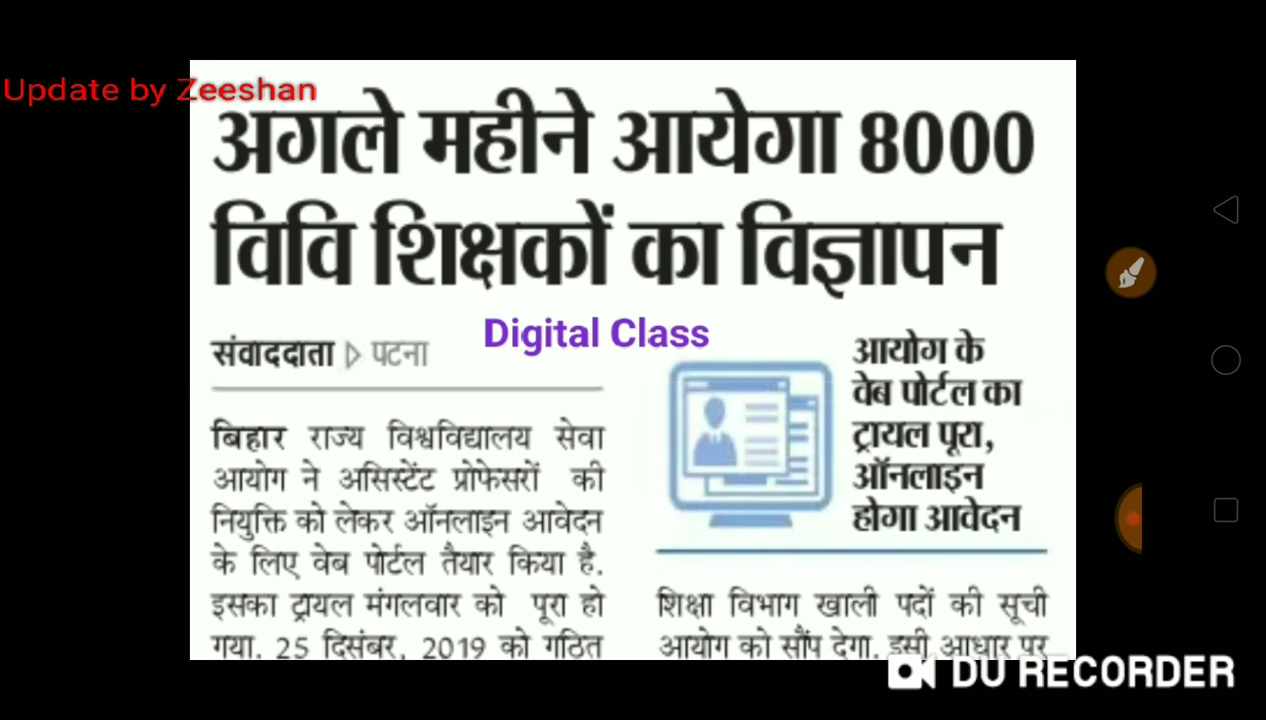 Update by Zeeshan
अगले महीने आयेगा 8000
विवि शिक्षकों का विज्ञापन
Digital Class
संवाददाता ▷ पटना
बिहार राज्य विश्वविद्यालय सेवा
आयोग ने असिस्टेंट प्रोफेसरों की
नियुक्ति को लेकर ऑनलाइन आवेदन
के लिए वेब पोर्टल तैयार किया है.
इसका ट्रायल मंगलवार को पूरा हो
गया. 25 दिसंबर, 2019 को गठित
आयोग के
वेब पोर्टल का
ट्रायल पूरा,
ऑनलाइन
होगा आवेदन
शिक्षा विभाग खाली पदों की सूची
आयोग को सौंप देगा. इसी आधार पर
DU RECORDER